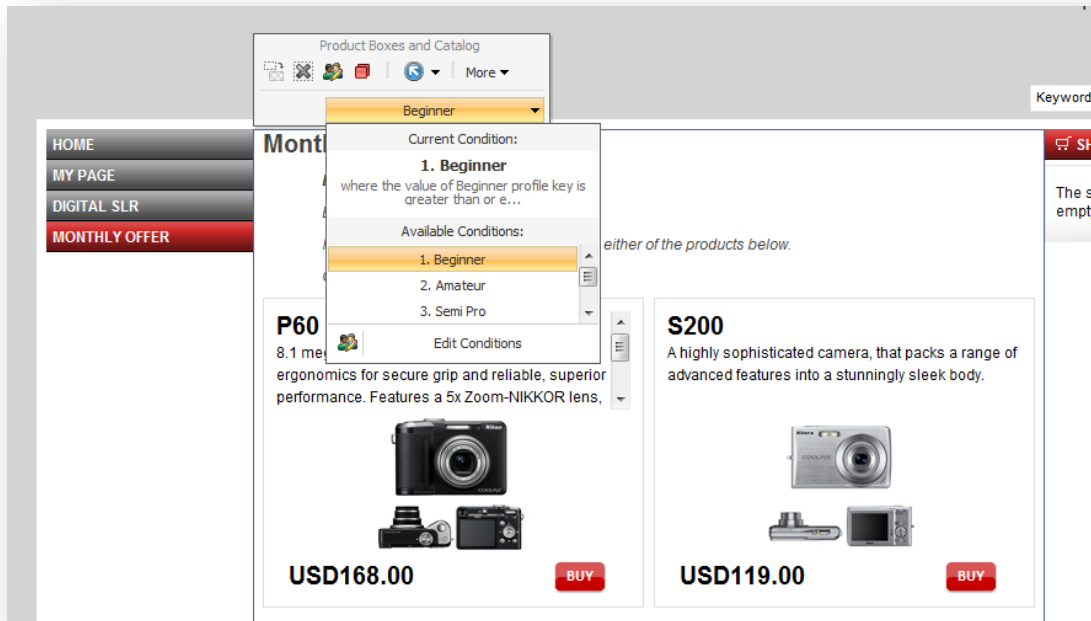 Product Boxes and Catalog
More
Beginner
Keyword
HOME
MY PAGE
DIGITAL SLR
MONTHLY OFFER
Current Condition:
1. Beginner
where the value of Beginner profile key is
greater than or e...
Available Conditions:
1. Beginner
2. Amateur
3. Semi Pro
Edit Conditions
either of the products below.
P60
8.1
ergonomics for secure grip and reliable, superior
performance. Features a 5x Zoom-NIKKOR lens,
Nikon
COOLPIX
USD168.00
BUY
S200
A highly sophisticated camera, that packs a range of
advanced features into a stunningly sleek body.
Nikon
COOLPIX
USD119.00
BUY
The s
empt